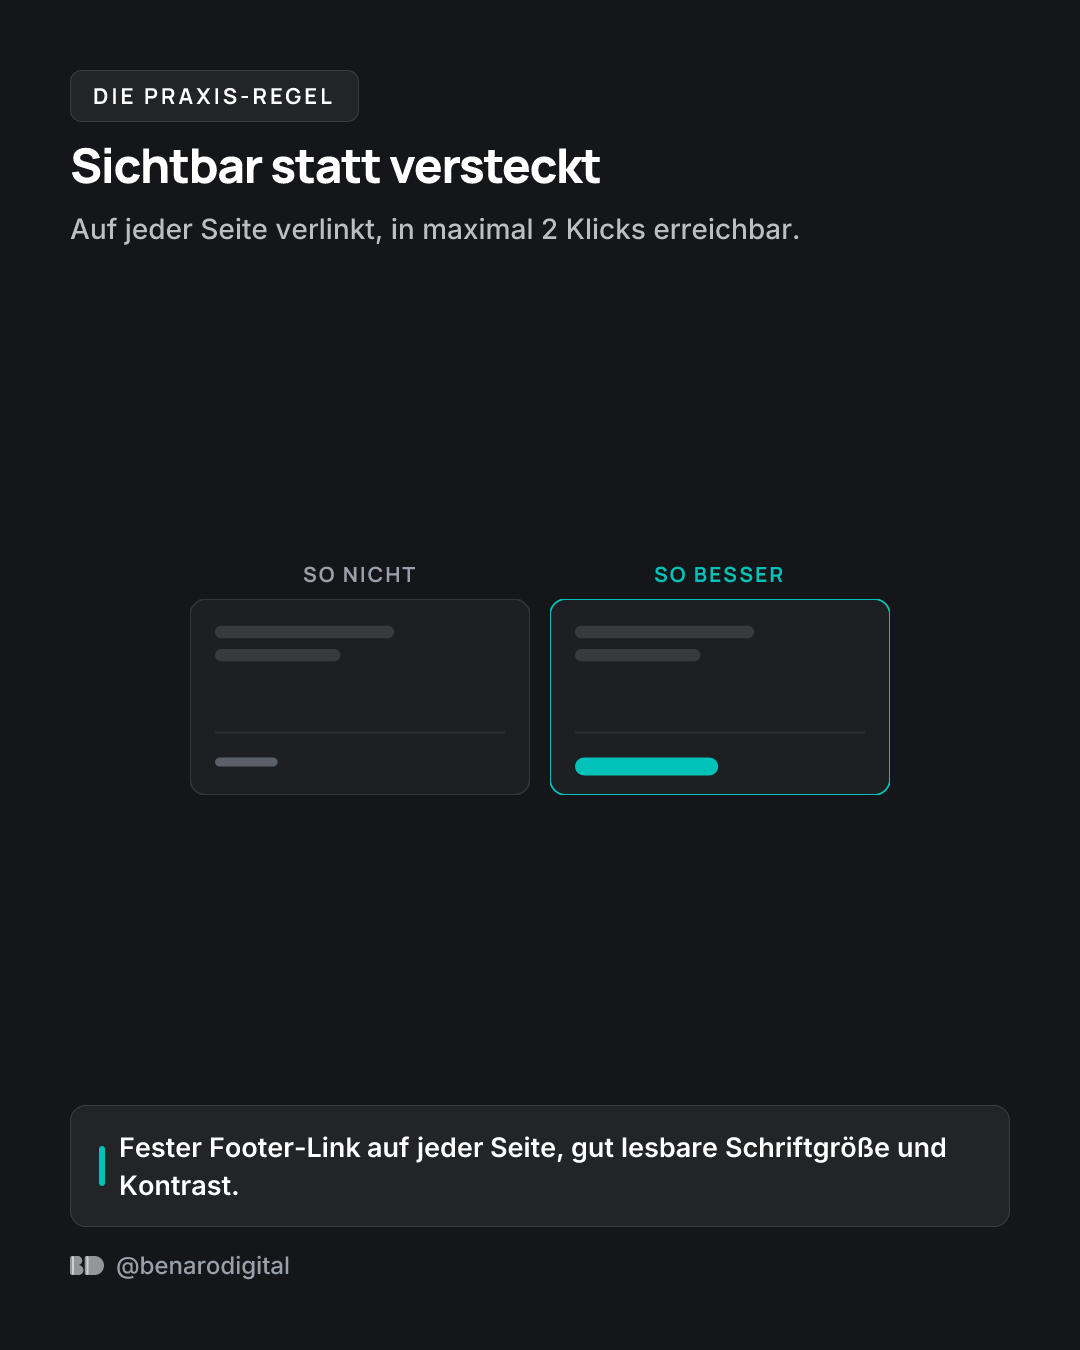 DIE PRAXIS-REGEL
Sichtbar statt versteckt
Auf jeder Seite verlinkt, in maximal 2 Klicks erreichbar.
SO NICHT
SO BESSER
Fester Footer-Link auf jeder Seite, gut lesbare Schriftgröße und
Kontrast.
@benarodigital